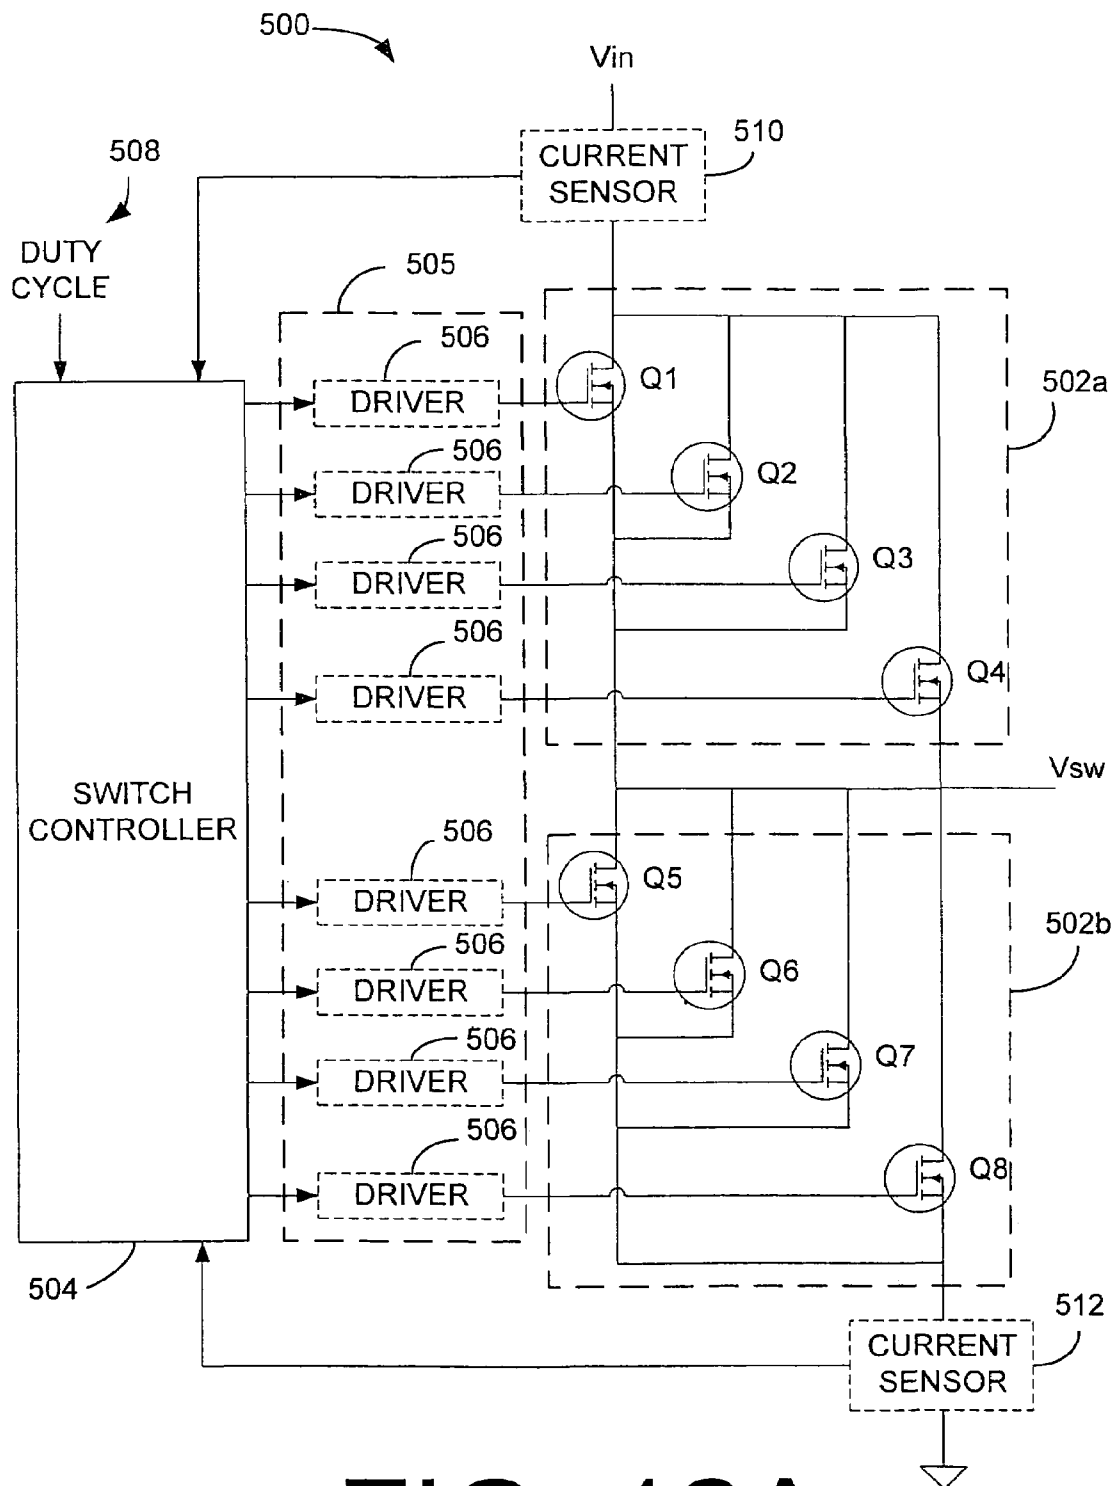 500
Vin
510
CURRENT
SENSOR
508
DUTY
CYCLE
505
506
DRIVER
Q1
502a
506
DRIVER
Q2
506
DRIVER
Q3
506
DRIVER
Q4
Vsw
SWITCH
CONTROLLER
506
DRIVER
Q5
502b
506
DRIVER
Q6
506
DRIVER
Q7
506
DRIVER
Q8
504
512
CURRENT
SENSOR